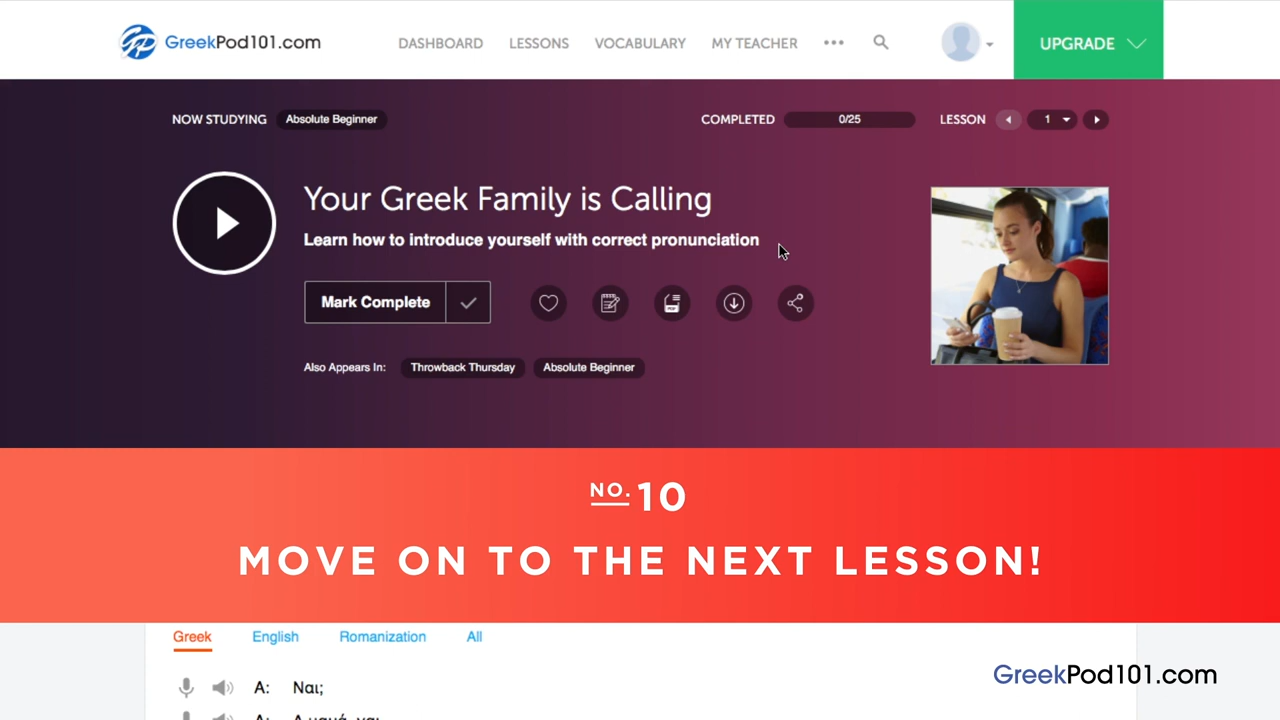 GreekPod101.com
DASHBOARD LESSONS VOCABULARY MY TEACHER UPGRADE
NOW STUDYING Absolute Beginner COMPLETED 0/25 LESSON 1
Your Greek Family is Calling
Learn how to introduce yourself with correct pronunciation
Mark Complete
PDF
Also Appears In: Throwback Thursday Absolute Beginner
NO. 10
MOVE ON TO THE NEXT LESSON!
Greek English Romanization All
A: Ναι;
GreekPod101.com